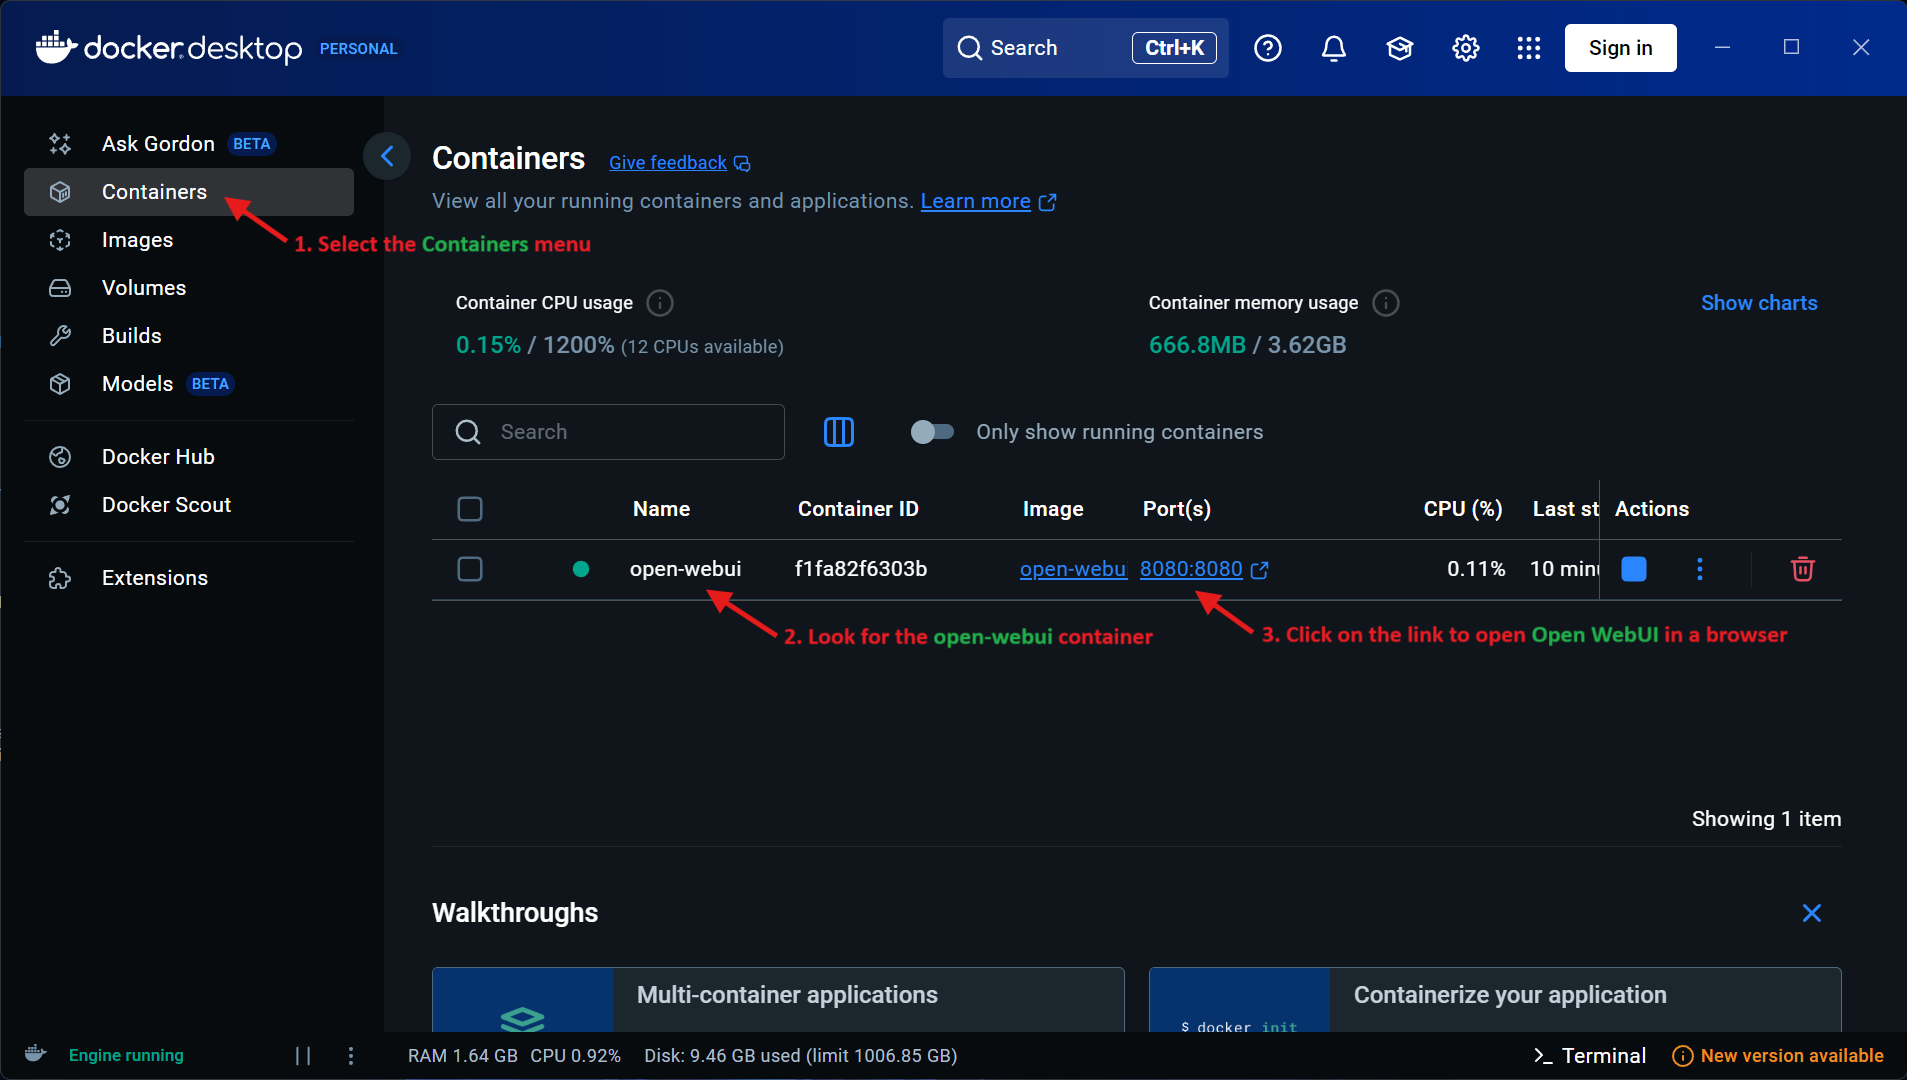 docker desktop PERSONAL
Search Ctrl+K
Sign in
Ask Gordon BETA
Containers
Images
Volumes
Builds
Models BETA
Docker Hub
Docker Scout
Extensions
Containers Give feedback
View all your running containers and applications. Learn more
1. Select the Containers menu
Container CPU usage
0.15% / 1200% (12 CPUs available)
Container memory usage
666.8MB / 3.62GB
Show charts
Search
Only show running containers
Name Container ID Image Port(s) CPU (%) Last st Actions
open-webui f1fa82f6303b open-webu 8080:8080 0.11% 10 minu
2. Look for the open-webui container
3. Click on the link to open Open WebUI in a browser
Showing 1 item
Walkthroughs
Multi-container applications
Containerize your application
$ docker init
Engine running
RAM 1.64 GB CPU 0.92% Disk: 9.46 GB used (limit 1006.85 GB)
>_ Terminal
New version available